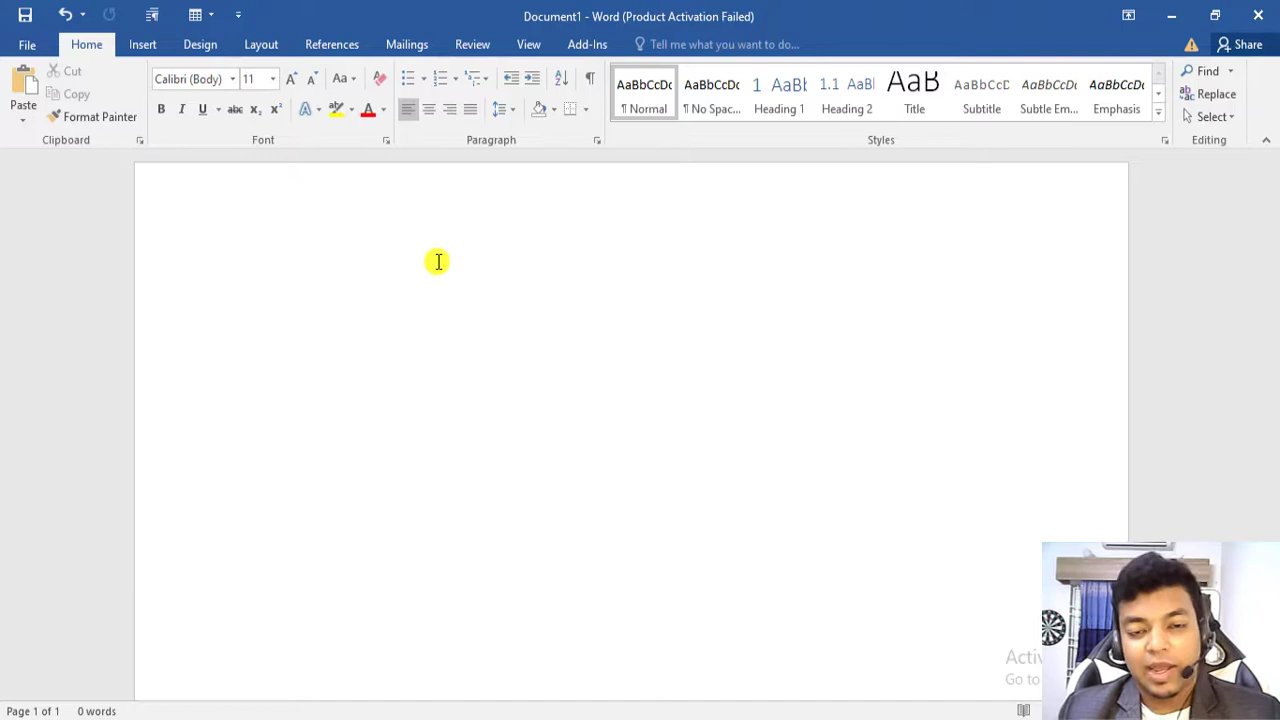 Document1 - Word (Product Activation Failed)
File Home Insert Design Layout References Mailings Review View Add-Ins Tell me what you want to do... Share
Paste
Cut
Copy
Format Painter
Clipboard
Calibri (Body) 11
Font
Paragraph
AaBbCcDc AaBbCcDc 1 AaBb 1.1 AaBb AaB AaBbCcD AaBbCcDc AaBbCcDc
¶ Normal ¶ No Spac... Heading 1 Heading 2 Title Subtitle Subtle Em... Emphasis
Styles
Find
Replace
Select
Editing
Acti
Go to
Page 1 of 1 0 words